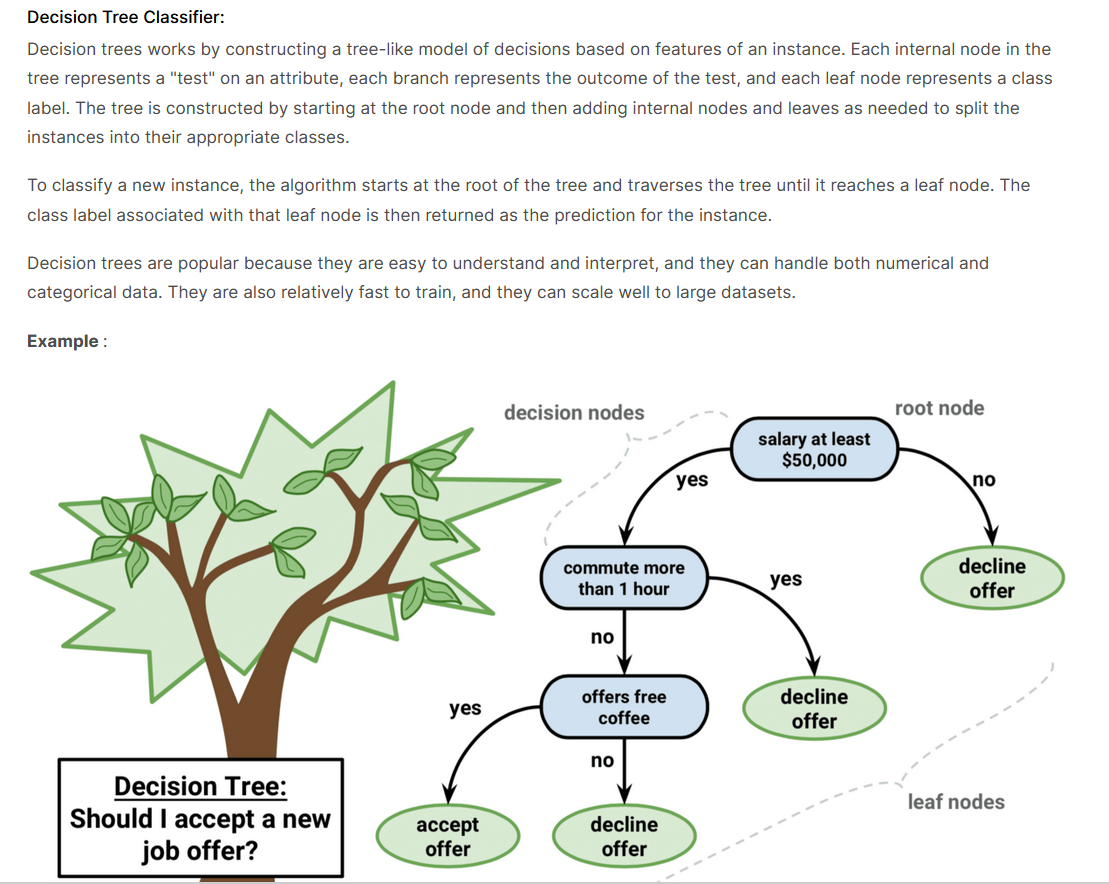 Decision Tree Classifier:
Decision trees works by constructing a tree-like model of decisions based on features of an instance. Each internal node in the
tree represents a "test" on an attribute, each branch represents the outcome of the test, and each leaf node represents a class
label. The tree is constructed by starting at the root node and then adding internal nodes and leaves as needed to split the
instances into their appropriate classes.
To classify a new instance, the algorithm starts at the root of the tree and traverses the tree until it reaches a leaf node. The
class label associated with that leaf node is then returned as the prediction for the instance.
Decision trees are popular because they are easy to understand and interpret, and they can handle both numerical and
categorical data. They are also relatively fast to train, and they can scale well to large datasets.
Example :
decision nodes
root node
salary at least
$50,000
yes
no
commute more
than 1 hour
decline
offer
yes
no
offers free
coffee
decline
offer
yes
no
leaf nodes
accept
offer
decline
offer
Decision Tree:
Should I accept a new
job offer?